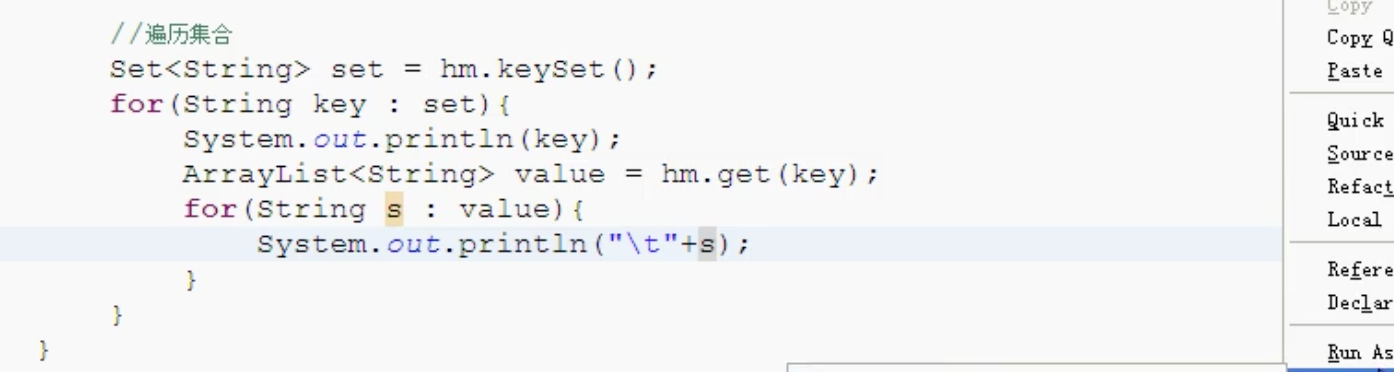 //遍历集合
Set<String> set = hm.keySet();
for(String key : set){
System.out.println(key);
ArrayList<String> value = hm.get(key);
for(String s : value){
System.out.println("\t"+s);
}
}
}
Copy
Copy Q
Paste
Quick
Source
Refact
Local
Refere
Declar
Run As